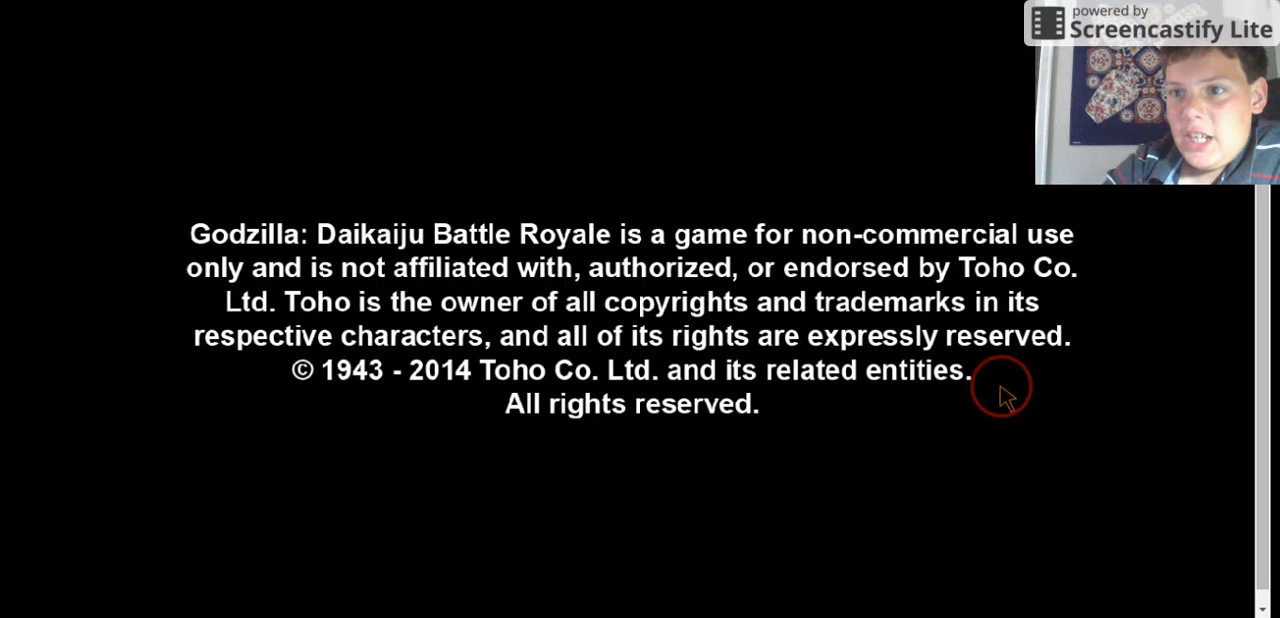 powered by
Screencastify Lite
Godzilla: Daikaiju Battle Royale is a game for non-commercial use
only and is not affiliated with, authorized, or endorsed by Toho Co.
Ltd. Toho is the owner of all copyrights and trademarks in its
respective characters, and all of its rights are expressly reserved.
© 1943 - 2014 Toho Co. Ltd. and its related entities.
All rights reserved.